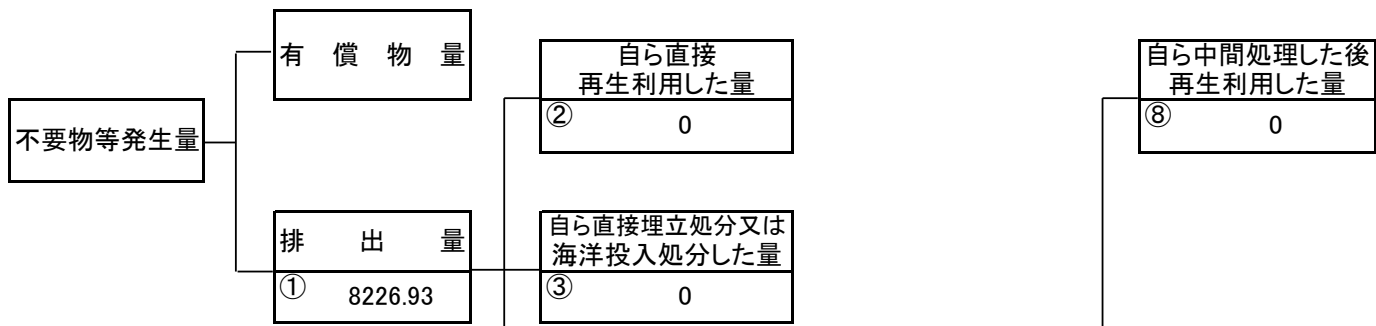 有償物量
自ら直接
再生利用した量
② 0
自ら中間処理した後
再生利用した量
⑧ 0
不要物等発生量
排出量
① 8226.93
自ら直接埋立処分又は
海洋投入処分した量
③ 0